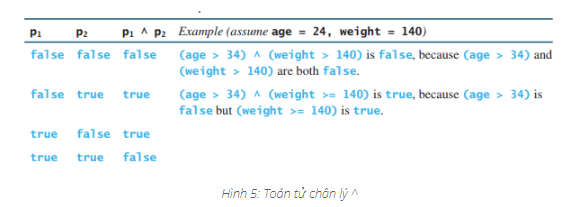 p1 p2 p1 ^ p2 Example (assume age = 24, weight = 140)
false false false (age > 34) ^ (weight > 140) is false, because (age > 34) and
(weight > 140) are both false.
false true true (age > 34) ^ (weight >= 140) is true, because (age > 34) is
false but (weight >= 140) is true.
true false true
true true false
Hình 5: Toán tử chân lý ^